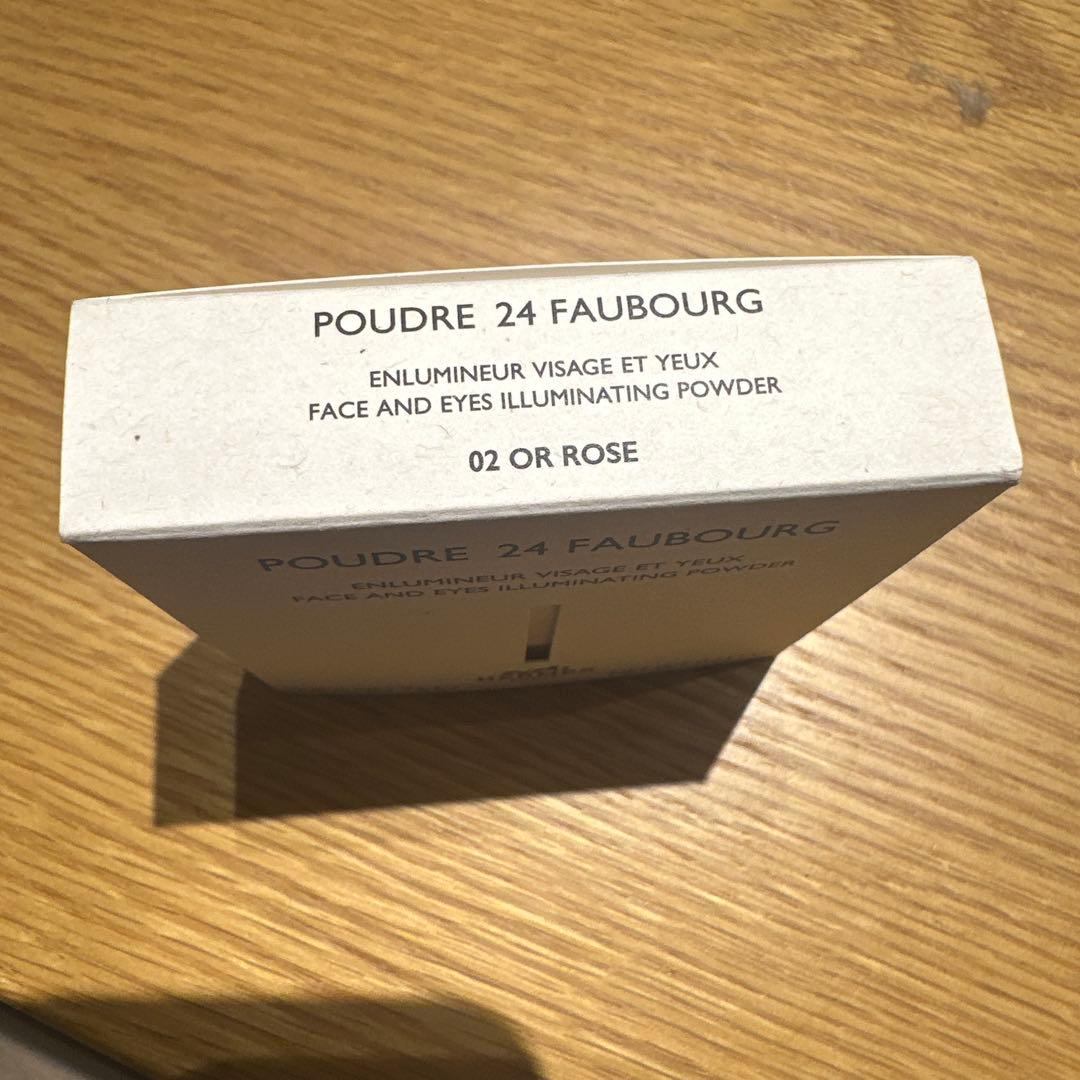 POUDRE 24 FAUBOURG
ENLUMINEUR VISAGE ET YEUX
FACE AND EYES ILLUMINATING POWDER
02 OR ROSE
POUDRE 24 FAUBOURG
ENLUMINEUR VISAGE ET YEUX
FACE AND EYES ILLUMINATING POWDER